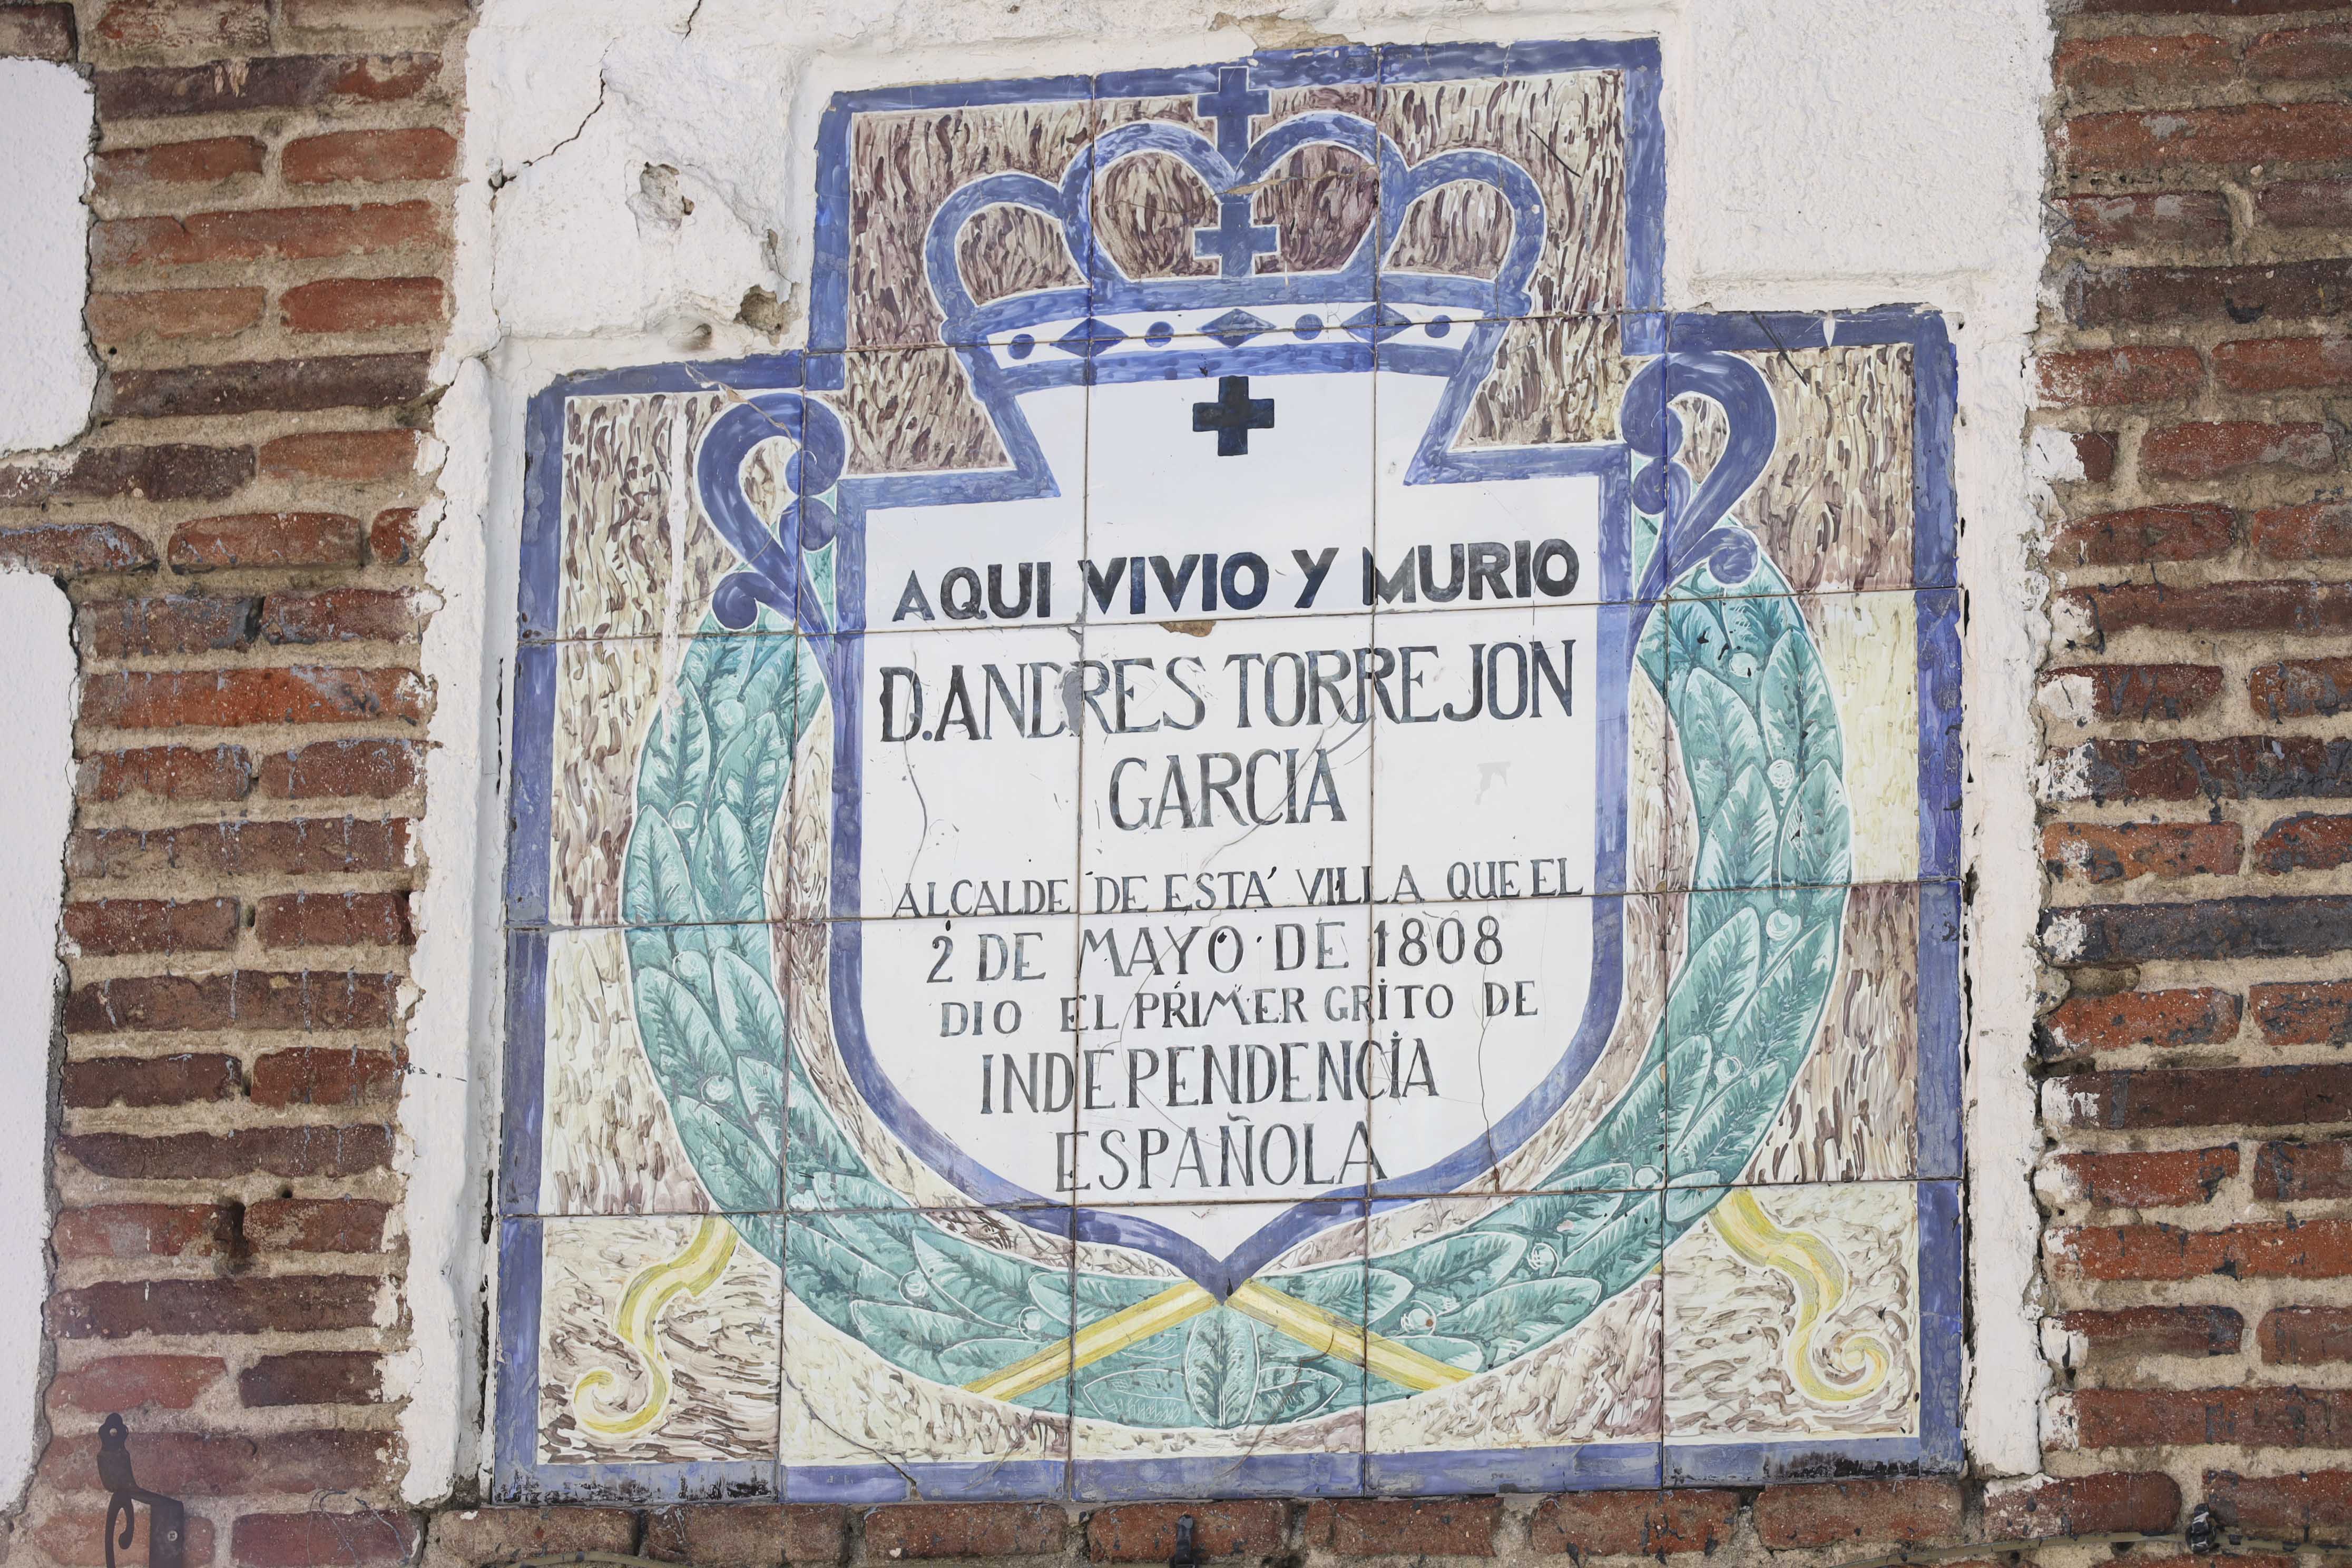 AQUI VIVIO Y MURIO
D.ANDRES TORREJON
GARCIA
ALCALDE DE ESTA VILLA QUE EL
2 DE MAYO DE 1808
DIO EL PRIMER GRITO DE
INDEPENDENCIA
ESPAÑOLA